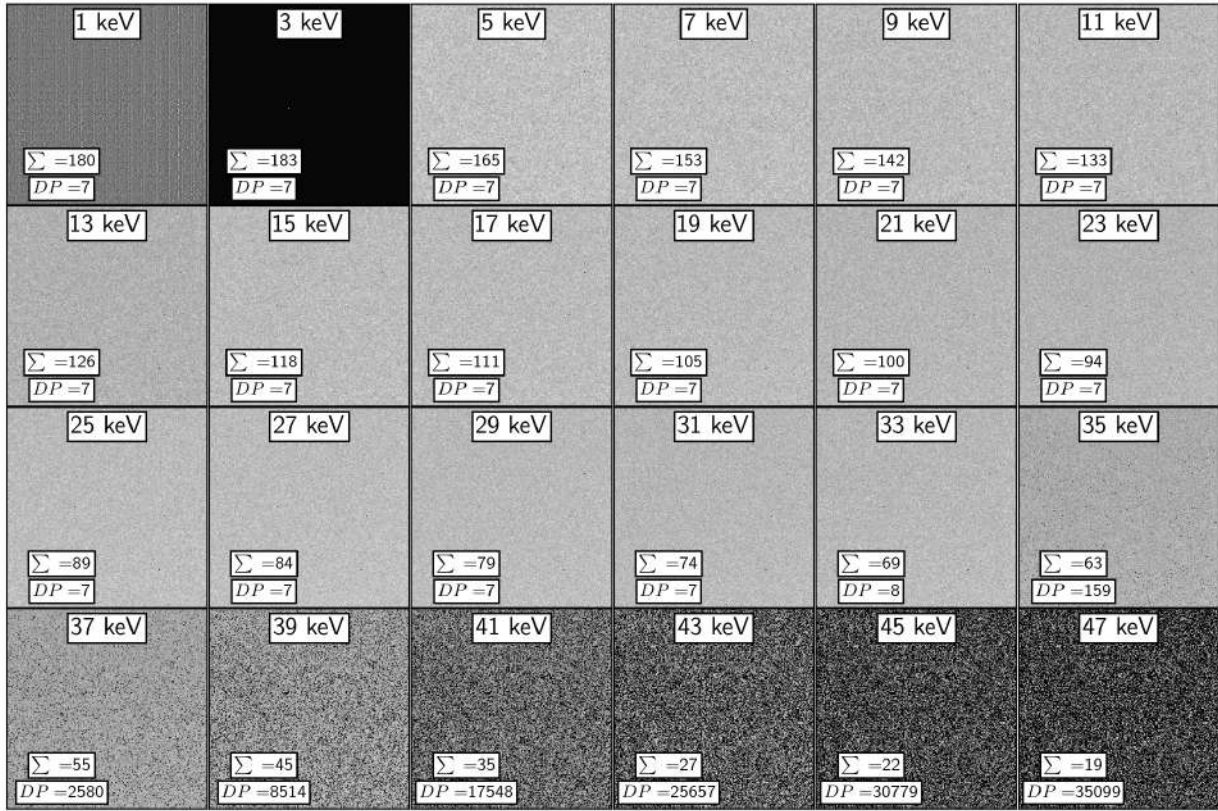 1 keV 3 keV 5 keV 7 keV 9 keV 11 keV
∑ =180 ∑ =183 ∑ =165 ∑ =153 ∑ =142 ∑ =133
DP =7 DP =7 DP =7 DP =7 DP =7 DP =7
13 keV 15 keV 17 keV 19 keV 21 keV 23 keV
∑ =126 ∑ =118 ∑ =111 ∑ =105 ∑ =100 ∑ =94
DP =7 DP =7 DP =7 DP =7 DP =7 DP =7
25 keV 27 keV 29 keV 31 keV 33 keV 35 keV
∑ =89 ∑ =84 ∑ =79 ∑ =74 ∑ =69 ∑ =63
DP =7 DP =7 DP =7 DP =7 DP =8 DP =159
37 keV 39 keV 41 keV 43 keV 45 keV 47 keV
∑ =55 ∑ =45 ∑ =35 ∑ =27 ∑ =22 ∑ =19
DP =2580 DP =8514 DP =17548 DP =25657 DP =30779 DP =35099